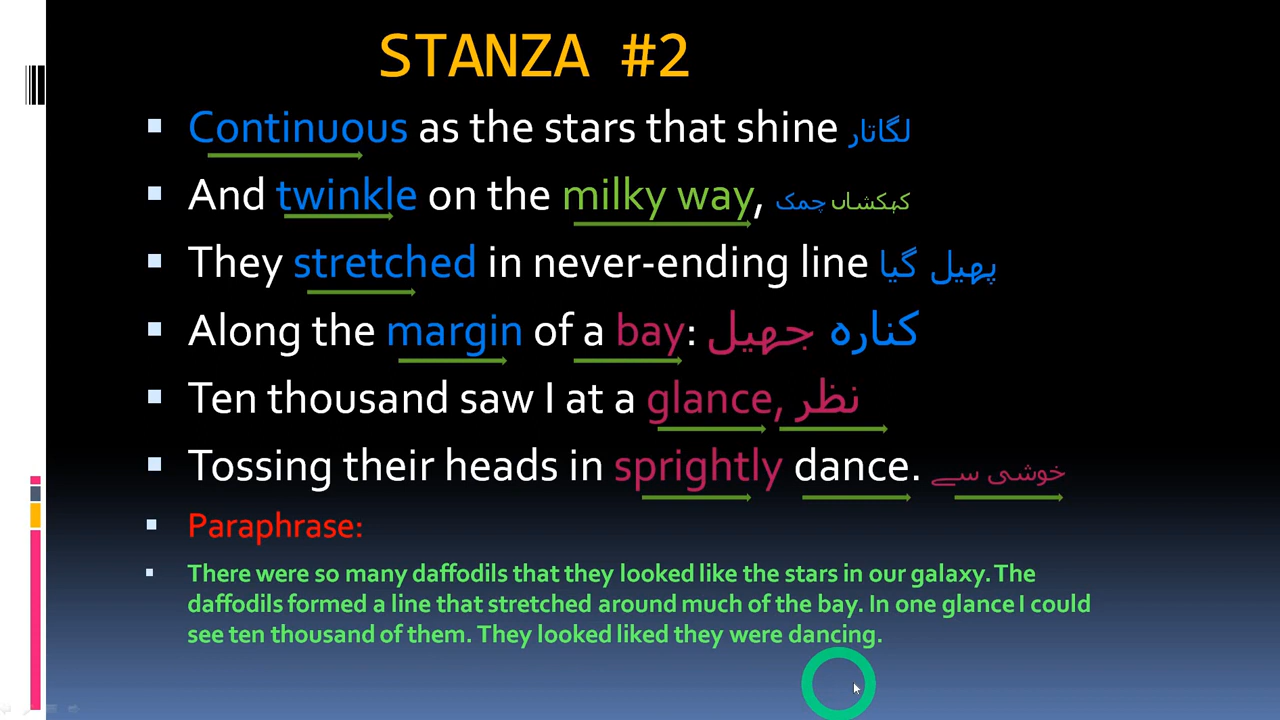 STANZA #2
Continuous as the stars that shine لگاتار
And twinkle on the milky way, چمک کہکشاں
They stretched in never-ending line پھیل گیا
Along the margin of a bay: جھیل کنارہ
Ten thousand saw I at a glance, نظر
Tossing their heads in sprightly dance. خوشی سے
Paraphrase:
There were so many daffodils that they looked like the stars in our galaxy. The
daffodils formed a line that stretched around much of the bay. In one glance I could
see ten thousand of them. They looked liked they were dancing.